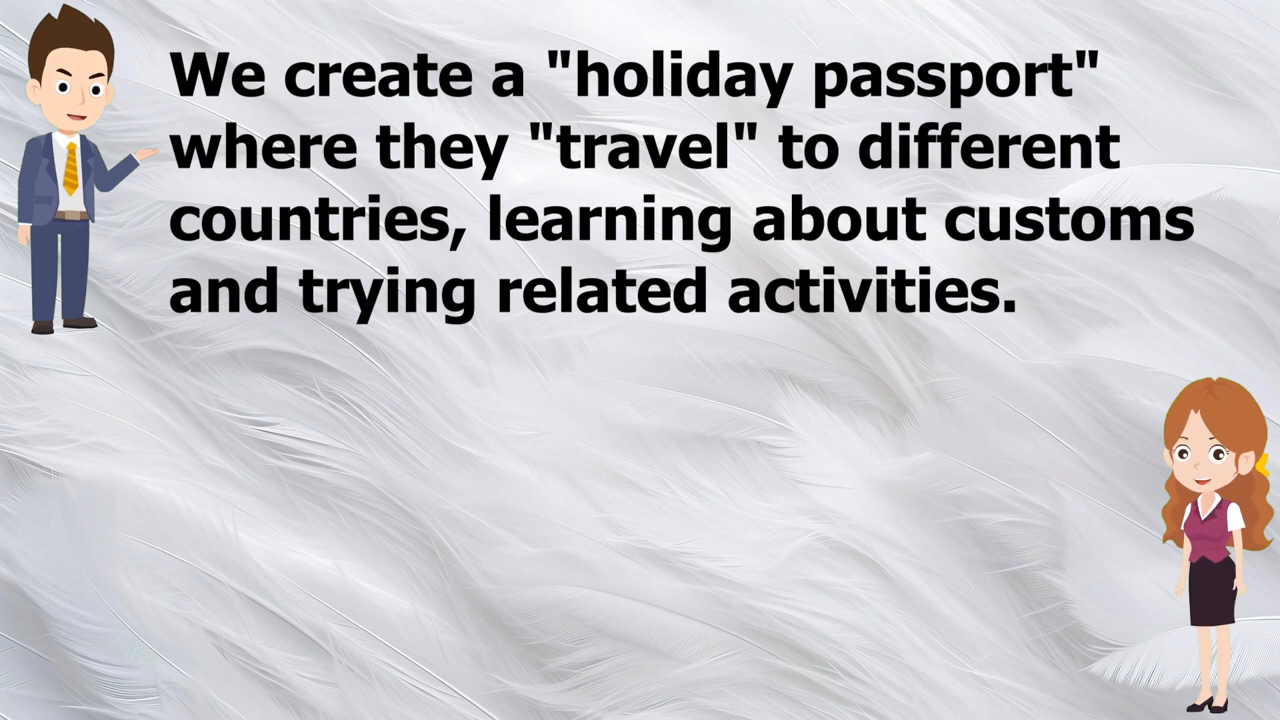 We create a "holiday passport"
where they "travel" to different
countries, learning about customs
and trying related activities.